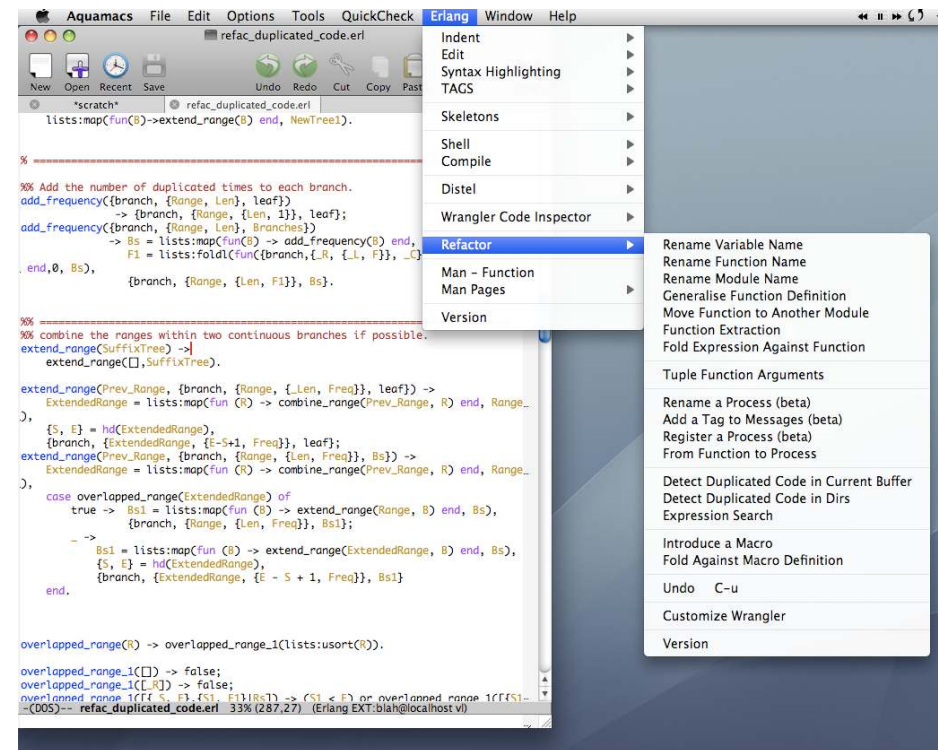 Aquamacs File Edit Options Tools QuickCheck Erlang Window Help
refac_duplicated_code.erl
New Open Recent Save Undo Redo Cut Copy Past
*scratch* refac_duplicated_code.erl
lists:map(fun(B)->extend_range(B) end, NewTree1).
%% Add the number of duplicated times to each branch.
add_frequency({branch, {Range, Len}, leaf})
-> {branch, {Range, {Len, 1}}, leaf};
add_frequency({branch, {Range, Len}, Branches})
-> Bs = lists:map(fun(B) -> add_frequency(B) end,
F1 = lists:foldl(fun({branch,{_R, {_L, F}}, _C}
end,0, Bs),
{branch, {Range, {Len, F1}}, Bs}.
%% combine the ranges within two continuous branches if possible.
extend_range(SuffixTree) ->
extend_range([],SuffixTree).
extend_range(Prev_Range, {branch, {Range, {_Len, Freq}}, leaf}) ->
ExtendedRange = lists:map(fun (R) -> combine_range(Prev_Range, R) end, Range_
),
{S, E} = hd(ExtendedRange),
{branch, {ExtendedRange, {E-S+1, Freq}}, leaf};
extend_range(Prev_Range, {branch, {Range, {Len, Freq}}, Bs}) ->
ExtendedRange = lists:map(fun (R) -> combine_range(Prev_Range, R) end, Range_
),
case overlapped_range(ExtendedRange) of
true -> Bs1 = lists:map(fun (B) -> extend_range(Range, B) end, Bs),
{branch, {Range, {Len, Freq}}, Bs1};
_ ->
Bs1 = lists:map(fun (B) -> extend_range(ExtendedRange, B) end, Bs),
{S, E} = hd(ExtendedRange),
{branch, {ExtendedRange, {E - S + 1, Freq}}, Bs1}
end.
overlapped_range(R) -> overlapped_range_1(lists:usort(R)).
overlapped_range_1([]) -> false;
overlapped_range_1([_R]) -> false;
overlapped_range_1([{_S, E},{S1, E1}|Rs]) -> (S1 < E) or overlapped_range_1([{S1-
-(DOS)-- refac_duplicated_code.erl 33% (287,27) (Erlang EXT:blah@localhost vl)
Indent
Edit
Syntax Highlighting
TAGS
Skeletons
Shell
Compile
Distel
Wrangler Code Inspector
Refactor
Man – Function
Man Pages
Version
Rename Variable Name
Rename Function Name
Rename Module Name
Generalise Function Definition
Move Function to Another Module
Function Extraction
Fold Expression Against Function
Tuple Function Arguments
Rename a Process (beta)
Add a Tag to Messages (beta)
Register a Process (beta)
From Function to Process
Detect Duplicated Code in Current Buffer
Detect Duplicated Code in Dirs
Expression Search
Introduce a Macro
Fold Against Macro Definition
Undo C-u
Customize Wrangler
Version